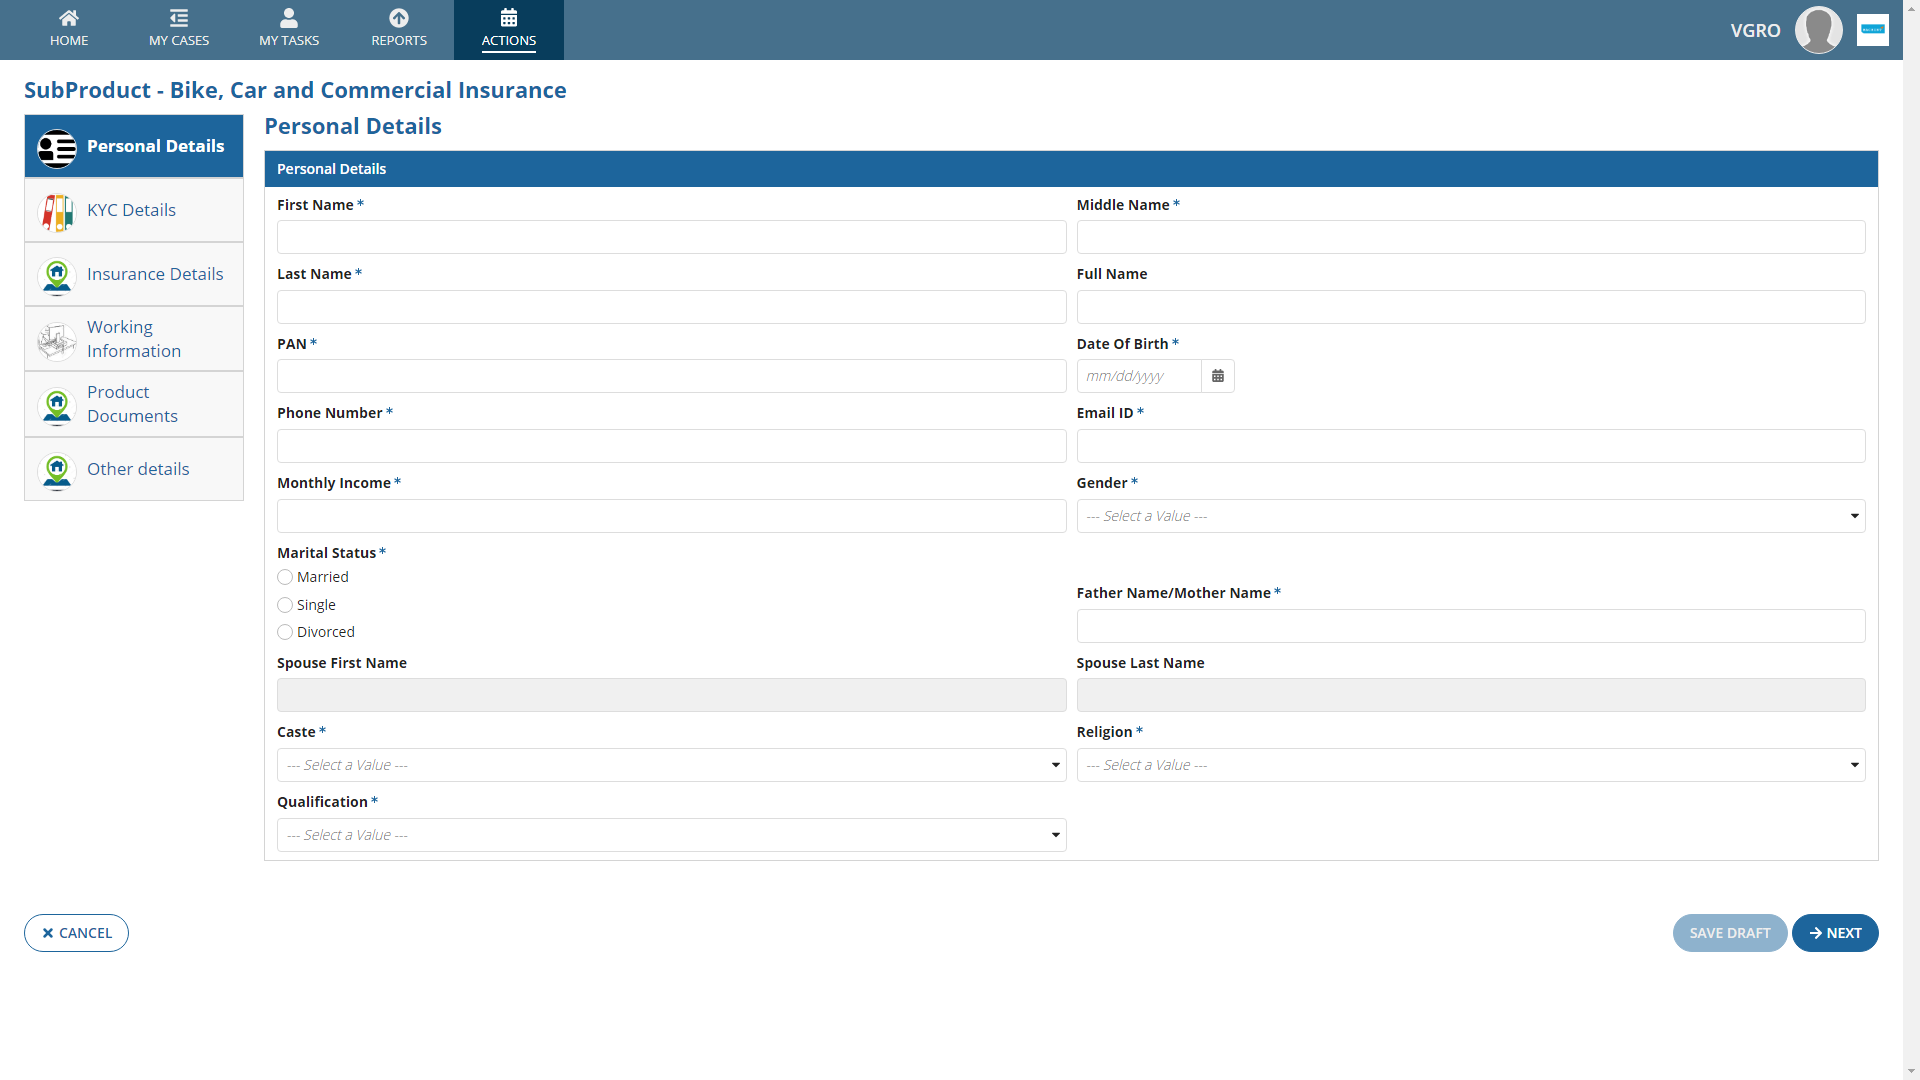 HOME
MY CASES
MY TASKS
REPORTS
ACTIONS
VGRO
SubProduct - Bike, Car and Commercial Insurance
Personal Details
KYC Details
Insurance Details
Working
Information
Product
Documents
Other details
Personal Details
Personal Details
First Name *
Middle Name *
Last Name *
Full Name
PAN *
Date Of Birth *
mm/dd/yyyy
Phone Number *
Email ID *
Monthly Income *
Gender *
--- Select a Value ---
Marital Status *
Married
Single
Divorced
Father Name/Mother Name *
Spouse First Name
Spouse Last Name
Caste *
--- Select a Value ---
Religion *
--- Select a Value ---
Qualification *
--- Select a Value ---
CANCEL
SAVE DRAFT
NEXT